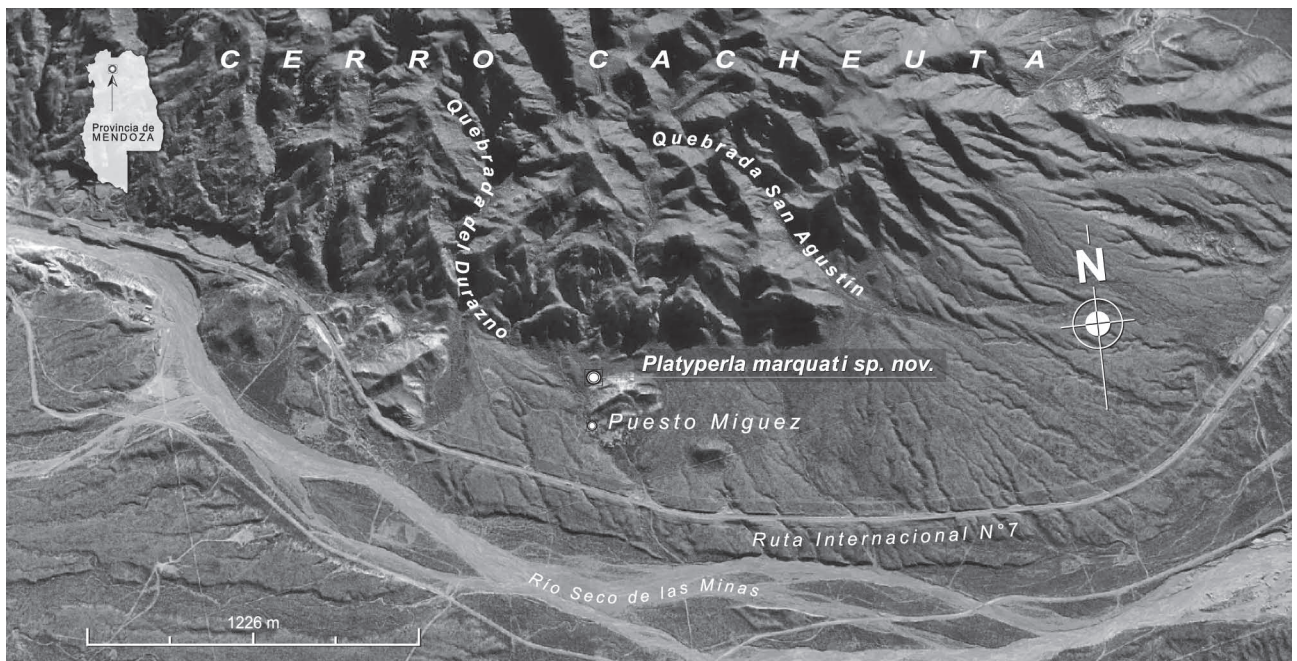 C E R R O C A C H E U T A
Provincia de
MENDOZA
Quebrada del Durazno
Quebrada San Agustín
N
Platyperla marquati sp. nov.
Puesto Miguez
Ruta Internacional N°7
Río Seco de las Minas
1226 m